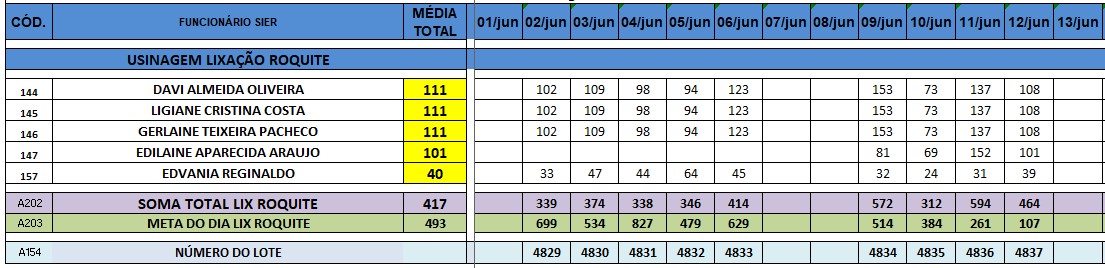 CÓD. FUNCIONÁRIO SIER MÉDIA TOTAL 01/jun 02/jun 03/jun 04/jun 05/jun 06/jun 07/jun 08/jun 09/jun 10/jun 11/jun 12/jun 13/jun
USINAGEM LIXAÇÃO ROQUITE
144 DAVI ALMEIDA OLIVEIRA 111 102 109 98 94 123 153 73 137 108
145 LIGIANE CRISTINA COSTA 111 102 109 98 94 123 153 73 137 108
146 GERLAINE TEIXEIRA PACHECO 111 102 109 98 94 123 153 73 137 108
147 EDILAINE APARECIDA ARAUJO 101 81 69 152 101
157 EDVANIA REGINALDO 40 33 47 44 64 45 32 24 31 39
A202 SOMA TOTAL LIX ROQUITE 417 339 374 338 346 414 572 312 594 464
A203 META DO DIA LIX ROQUITE 493 699 534 827 479 629 514 384 261 107
A154 NÚMERO DO LOTE 4829 4830 4831 4832 4833 4834 4835 4836 4837